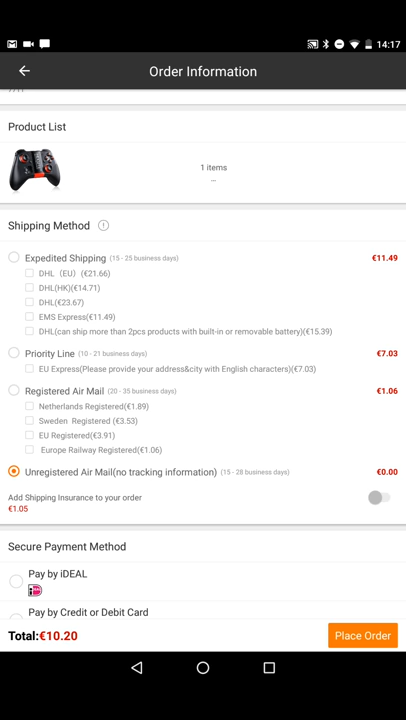 14:17
Order Information
Product List
1 items
...
Shipping Method
Expedited Shipping (15 - 25 business days) €11.49
DHL（EU）(€21.66)
DHL(HK)(€14.71)
DHL(€23.67)
EMS Express(€11.49)
DHL(can ship more than 2pcs products with built-in or removable battery)(€15.39)
Priority Line (10 - 21 business days) €7.03
EU Express(Please provide your address&city with English characters)(€7.03)
Registered Air Mail (20 - 35 business days) €1.06
Netherlands Registered(€1.89)
Sweden Registered (€3.53)
EU Registered(€3.91)
Europe Railway Registered(€1.06)
Unregistered Air Mail(no tracking information) (15 - 28 business days) €0.00
Add Shipping Insurance to your order
€1.05
Secure Payment Method
Pay by iDEAL
iD
Pay by Credit or Debit Card
Total:€10.20
Place Order